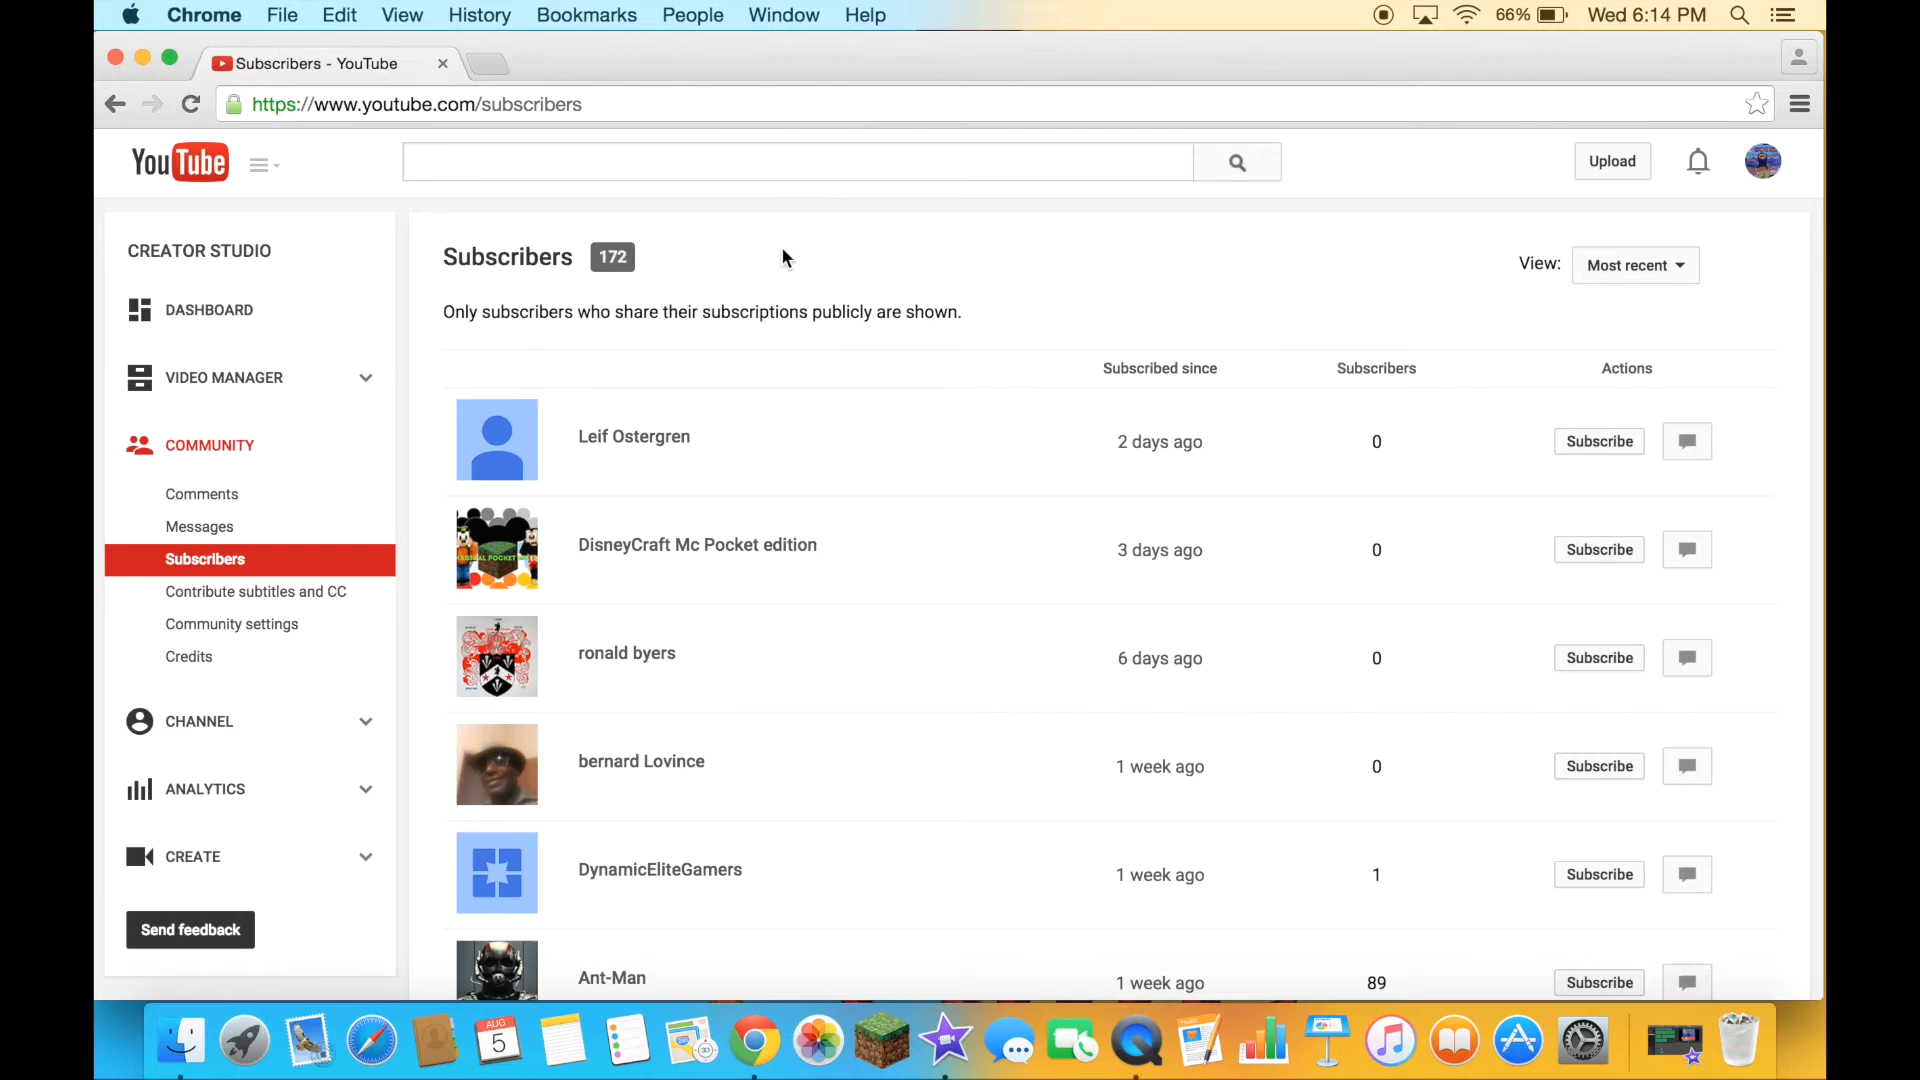 Chrome File Edit View History Bookmarks People Window Help 66% Wed 6:14 PM
Subscribers - YouTube
https://www.youtube.com/subscribers
YouTube Upload
CREATOR STUDIO
DASHBOARD
VIDEO MANAGER
COMMUNITY
Comments
Messages
Subscribers
Contribute subtitles and CC
Community settings
Credits
CHANNEL
ANALYTICS
CREATE
Send feedback
Subscribers 172
View: Most recent
Only subscribers who share their subscriptions publicly are shown.
Subscribed since Subscribers Actions
Leif Ostergren 2 days ago 0 Subscribe
DisneyCraft Mc Pocket edition 3 days ago 0 Subscribe
ronald byers 6 days ago 0 Subscribe
bernard Lovince 1 week ago 0 Subscribe
DynamicEliteGamers 1 week ago 1 Subscribe
Ant-Man 1 week ago 89 Subscribe
AUG
5